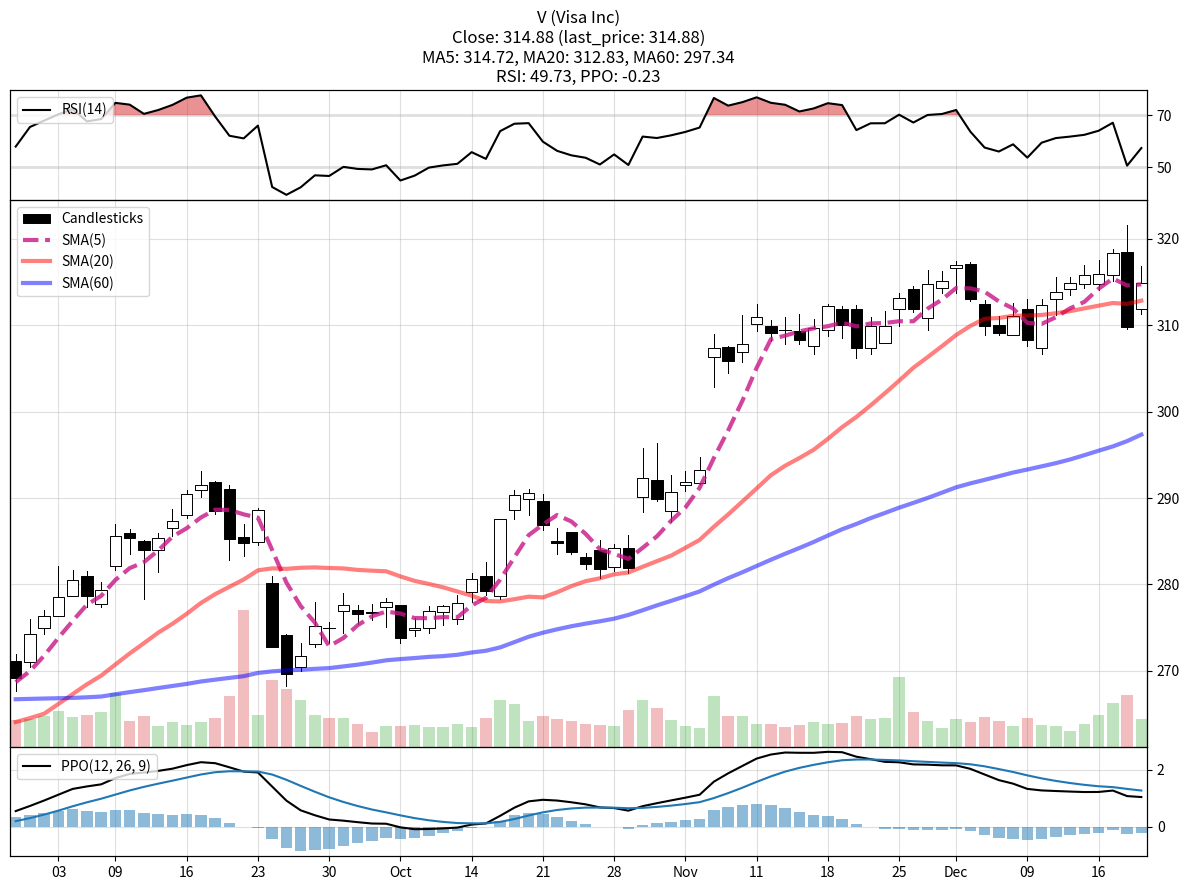 V (Visa Inc)
Close: 314.88 (last_price: 314.88)
MA5: 314.72, MA20: 312.83, MA60: 297.34
RSI: 49.73, PPO: -0.23
RSI(14)
70
50
Candlesticks
SMA(5)
SMA(20)
SMA(60)
320
310
300
290
280
270
PPO(12, 26, 9)
2
0
03 09 16 23 30 Oct 14 21 28 Nov 11 18 25 Dec 09 16